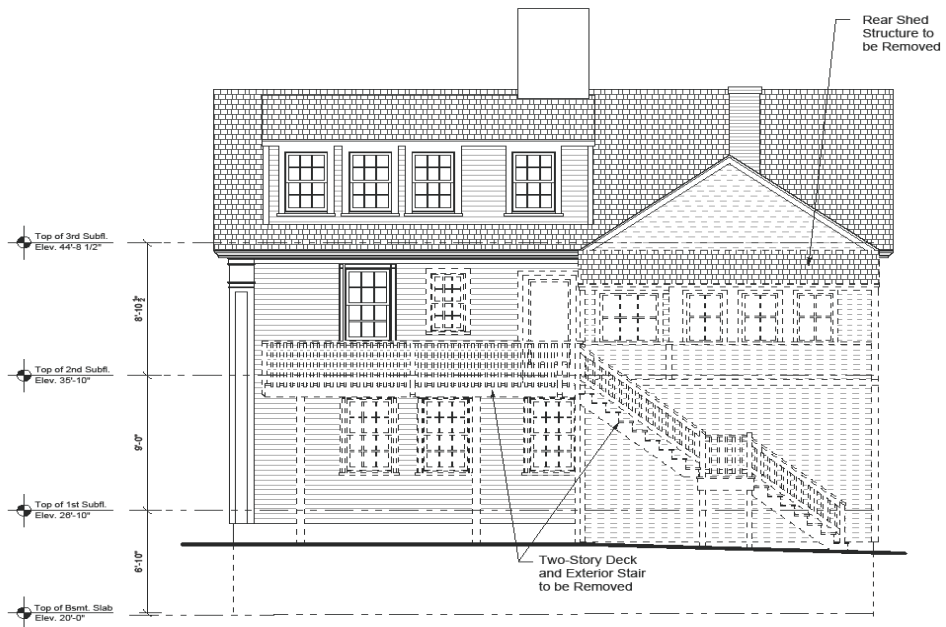 Rear Shed
Structure to
be Removed
Top of 3rd Subfl.
Elev. 44'-8 1/2"
8'-10 1/2"
Top of 2nd Subfl.
Elev. 35'-10"
9'-0"
Top of 1st Subfl.
Elev. 26'-10"
6'-10"
Two-Story Deck
and Exterior Stair
to be Removed
Top of Bsmt. Slab
Elev. 20'-0"